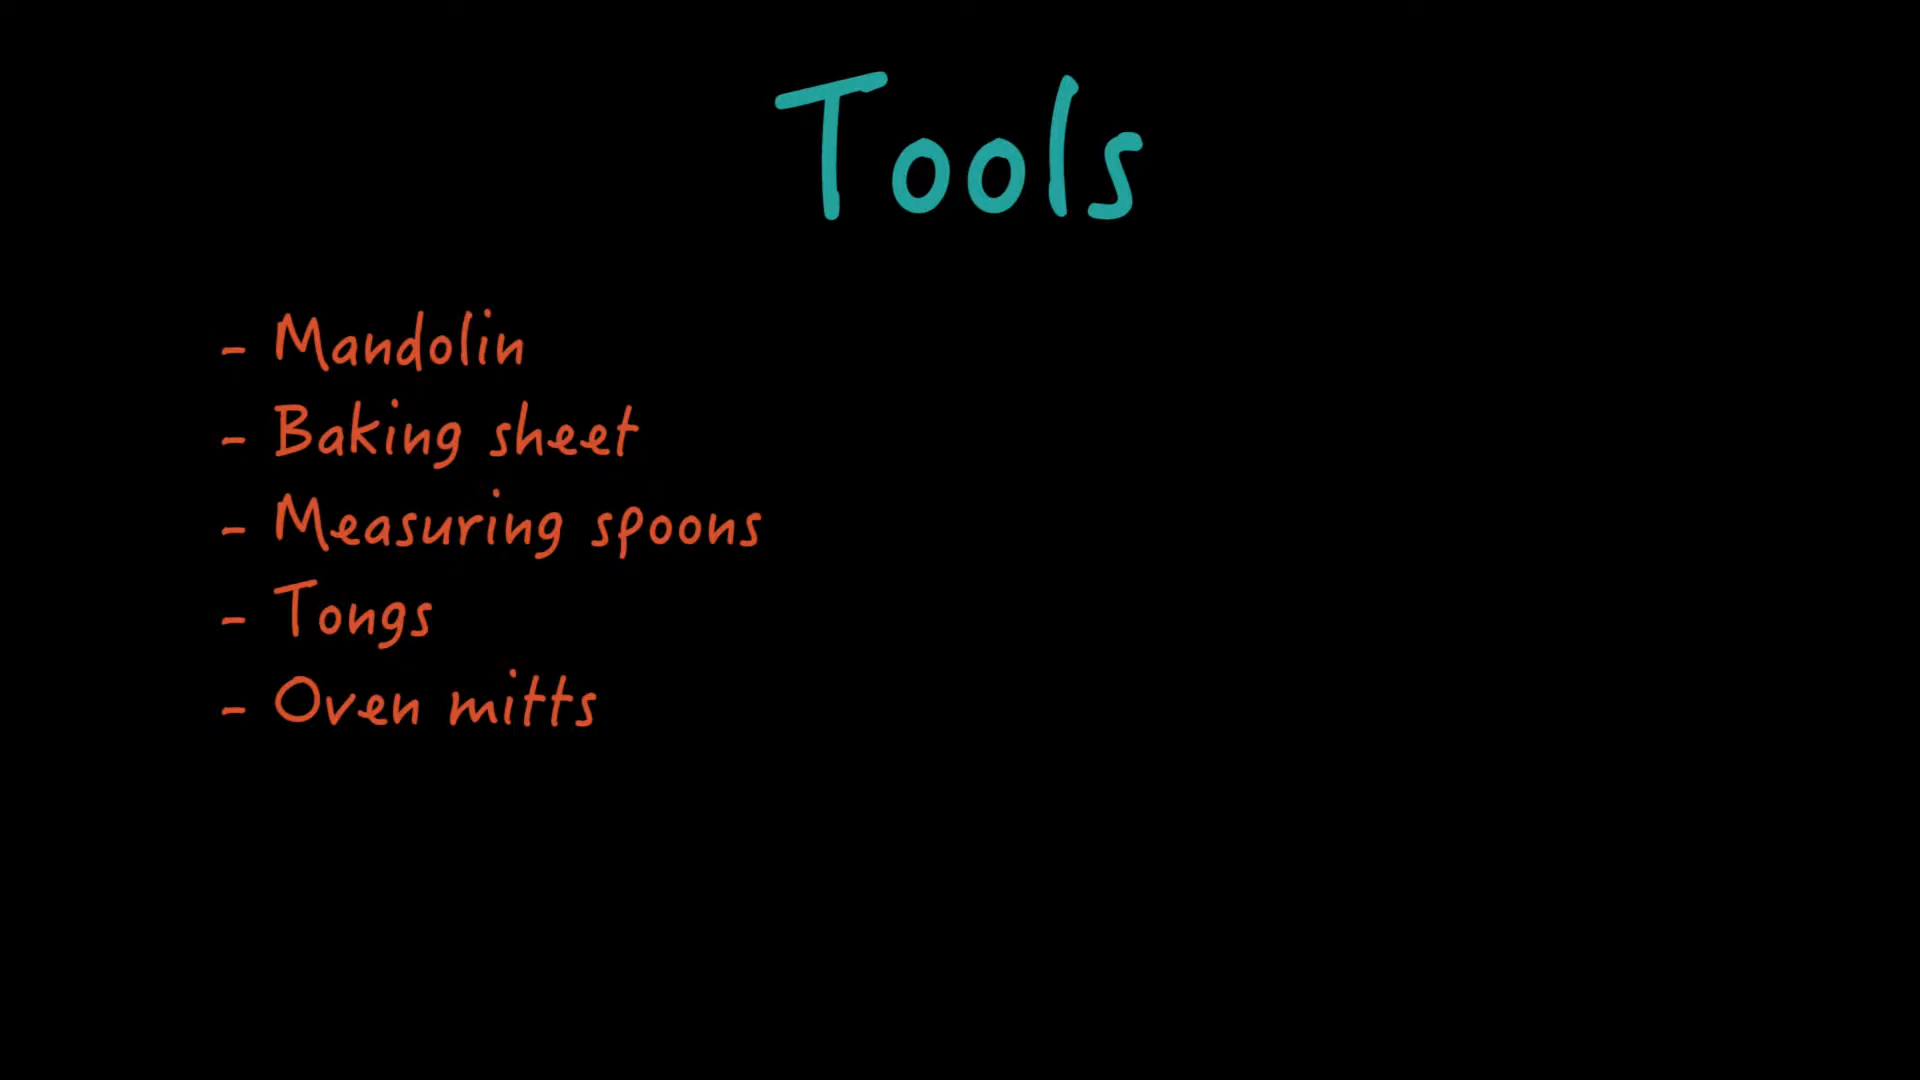 Tools
- Mandolin
- Baking sheet
- Measuring spoons
- Tongs
- Oven mitts